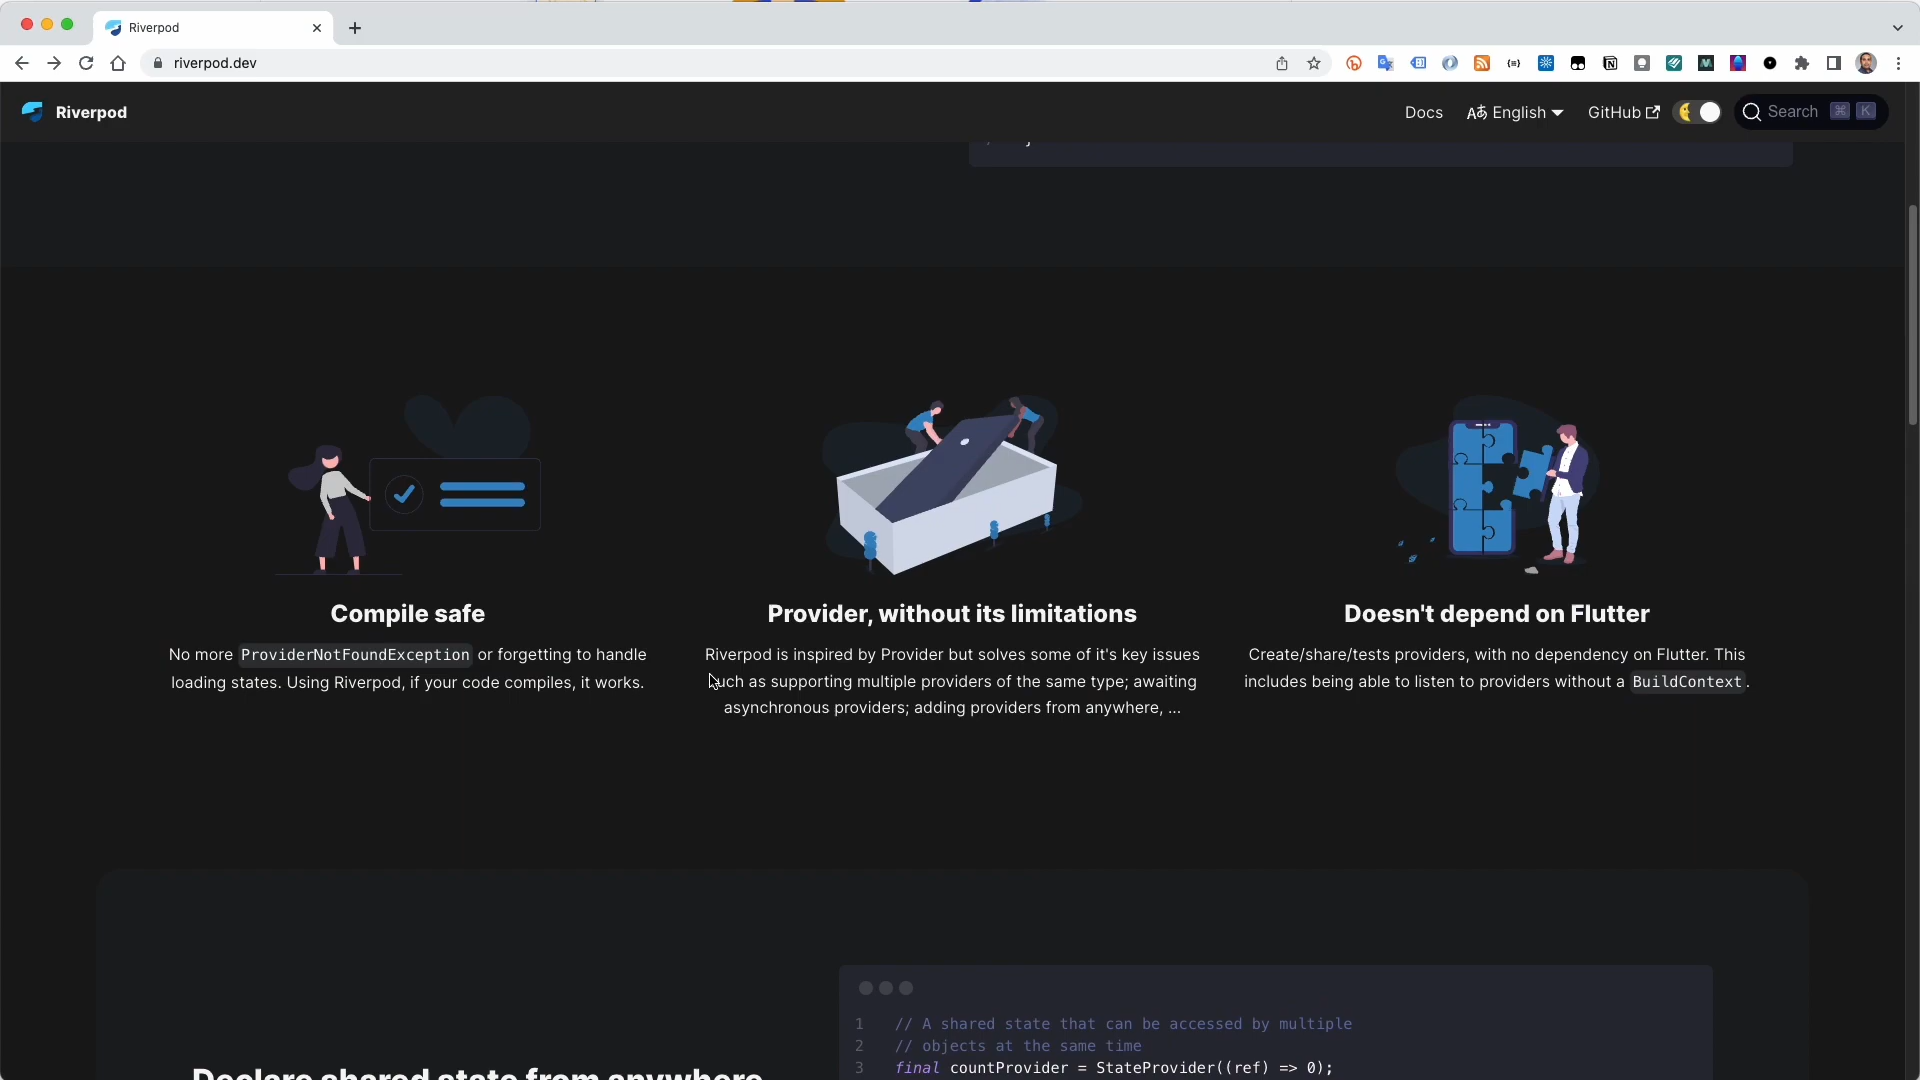 Riverpod
riverpod.dev
Riverpod
Docs
Aあ English
GitHub
Search ⌘ K
Compile safe
No more ProviderNotFoundException or forgetting to handle
loading states. Using Riverpod, if your code compiles, it works.
Provider, without its limitations
Riverpod is inspired by Provider but solves some of it's key issues
such as supporting multiple providers of the same type; awaiting
asynchronous providers; adding providers from anywhere, ...
Doesn't depend on Flutter
Create/share/tests providers, with no dependency on Flutter. This
includes being able to listen to providers without a BuildContext.
Declare shared state from anywhere
1 // A shared state that can be accessed by multiple
2 // objects at the same time
3 final countProvider = StateProvider((ref) => 0);